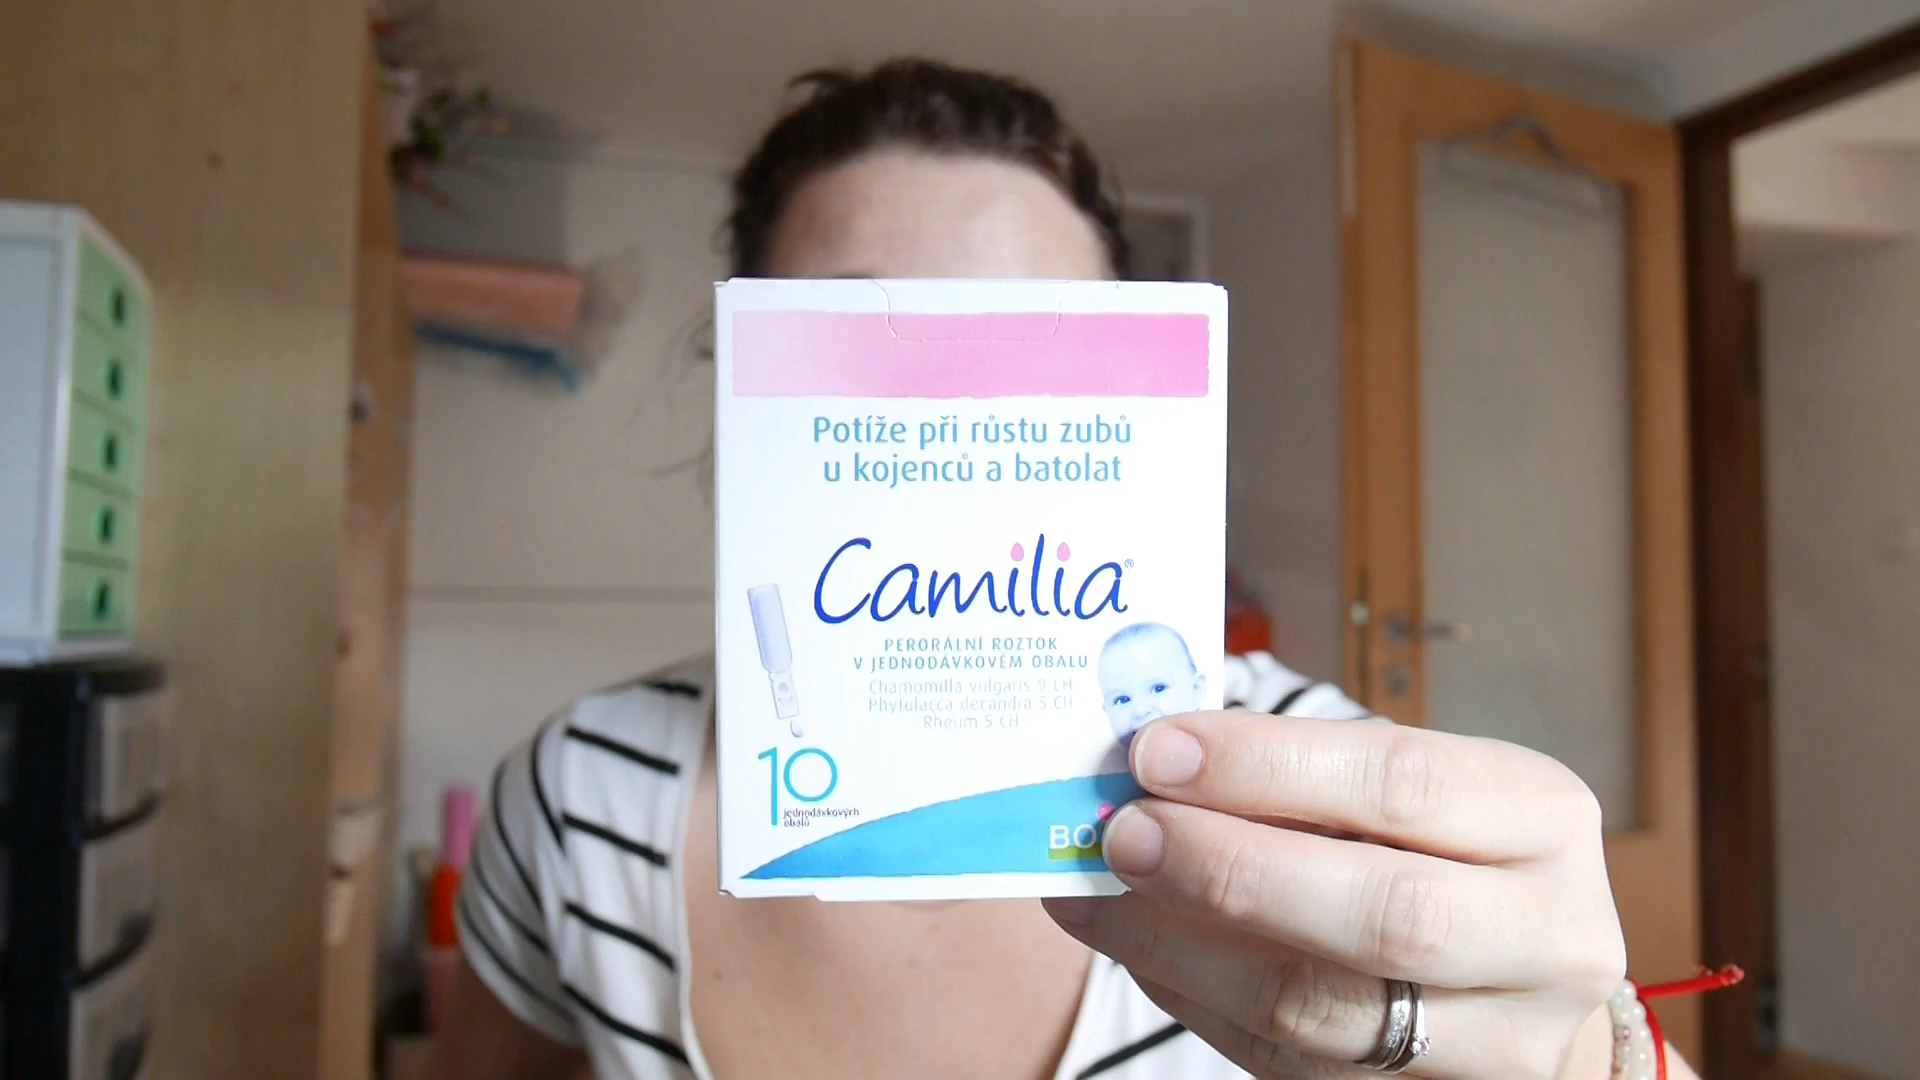 Potíže při růstu zubů
u kojenců a batolat
Camilia®
PERORÁLNÍ ROZTOK
V JEDNODÁVKOVÉM OBALU
Chamomilla vulgaris 9 CH
Phytolacca decandra 5 CH
Rheum 5 CH
10
jednodávkových
obalů
BO